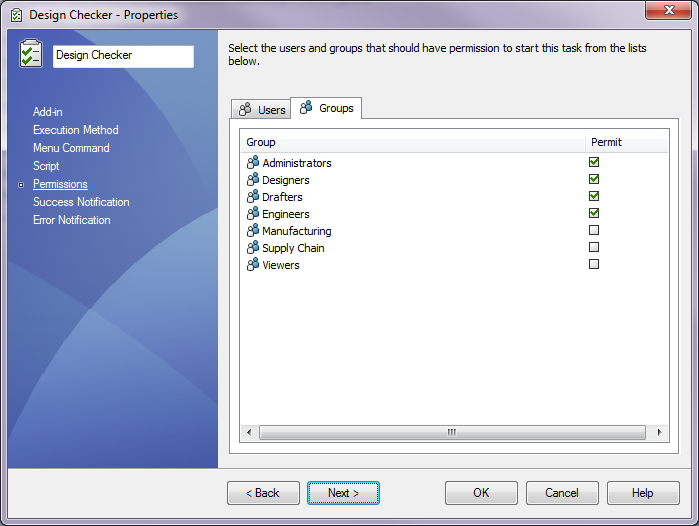 Design Checker - Properties
Design Checker
Add-in
Execution Method
Menu Command
Script
Permissions
Success Notification
Error Notification
Select the users and groups that should have permission to start this task from the lists
below.
Users
Groups
Group Permit
Administrators
Designers
Drafters
Engineers
Manufacturing
Supply Chain
Viewers
< Back
Next >
OK
Cancel
Help